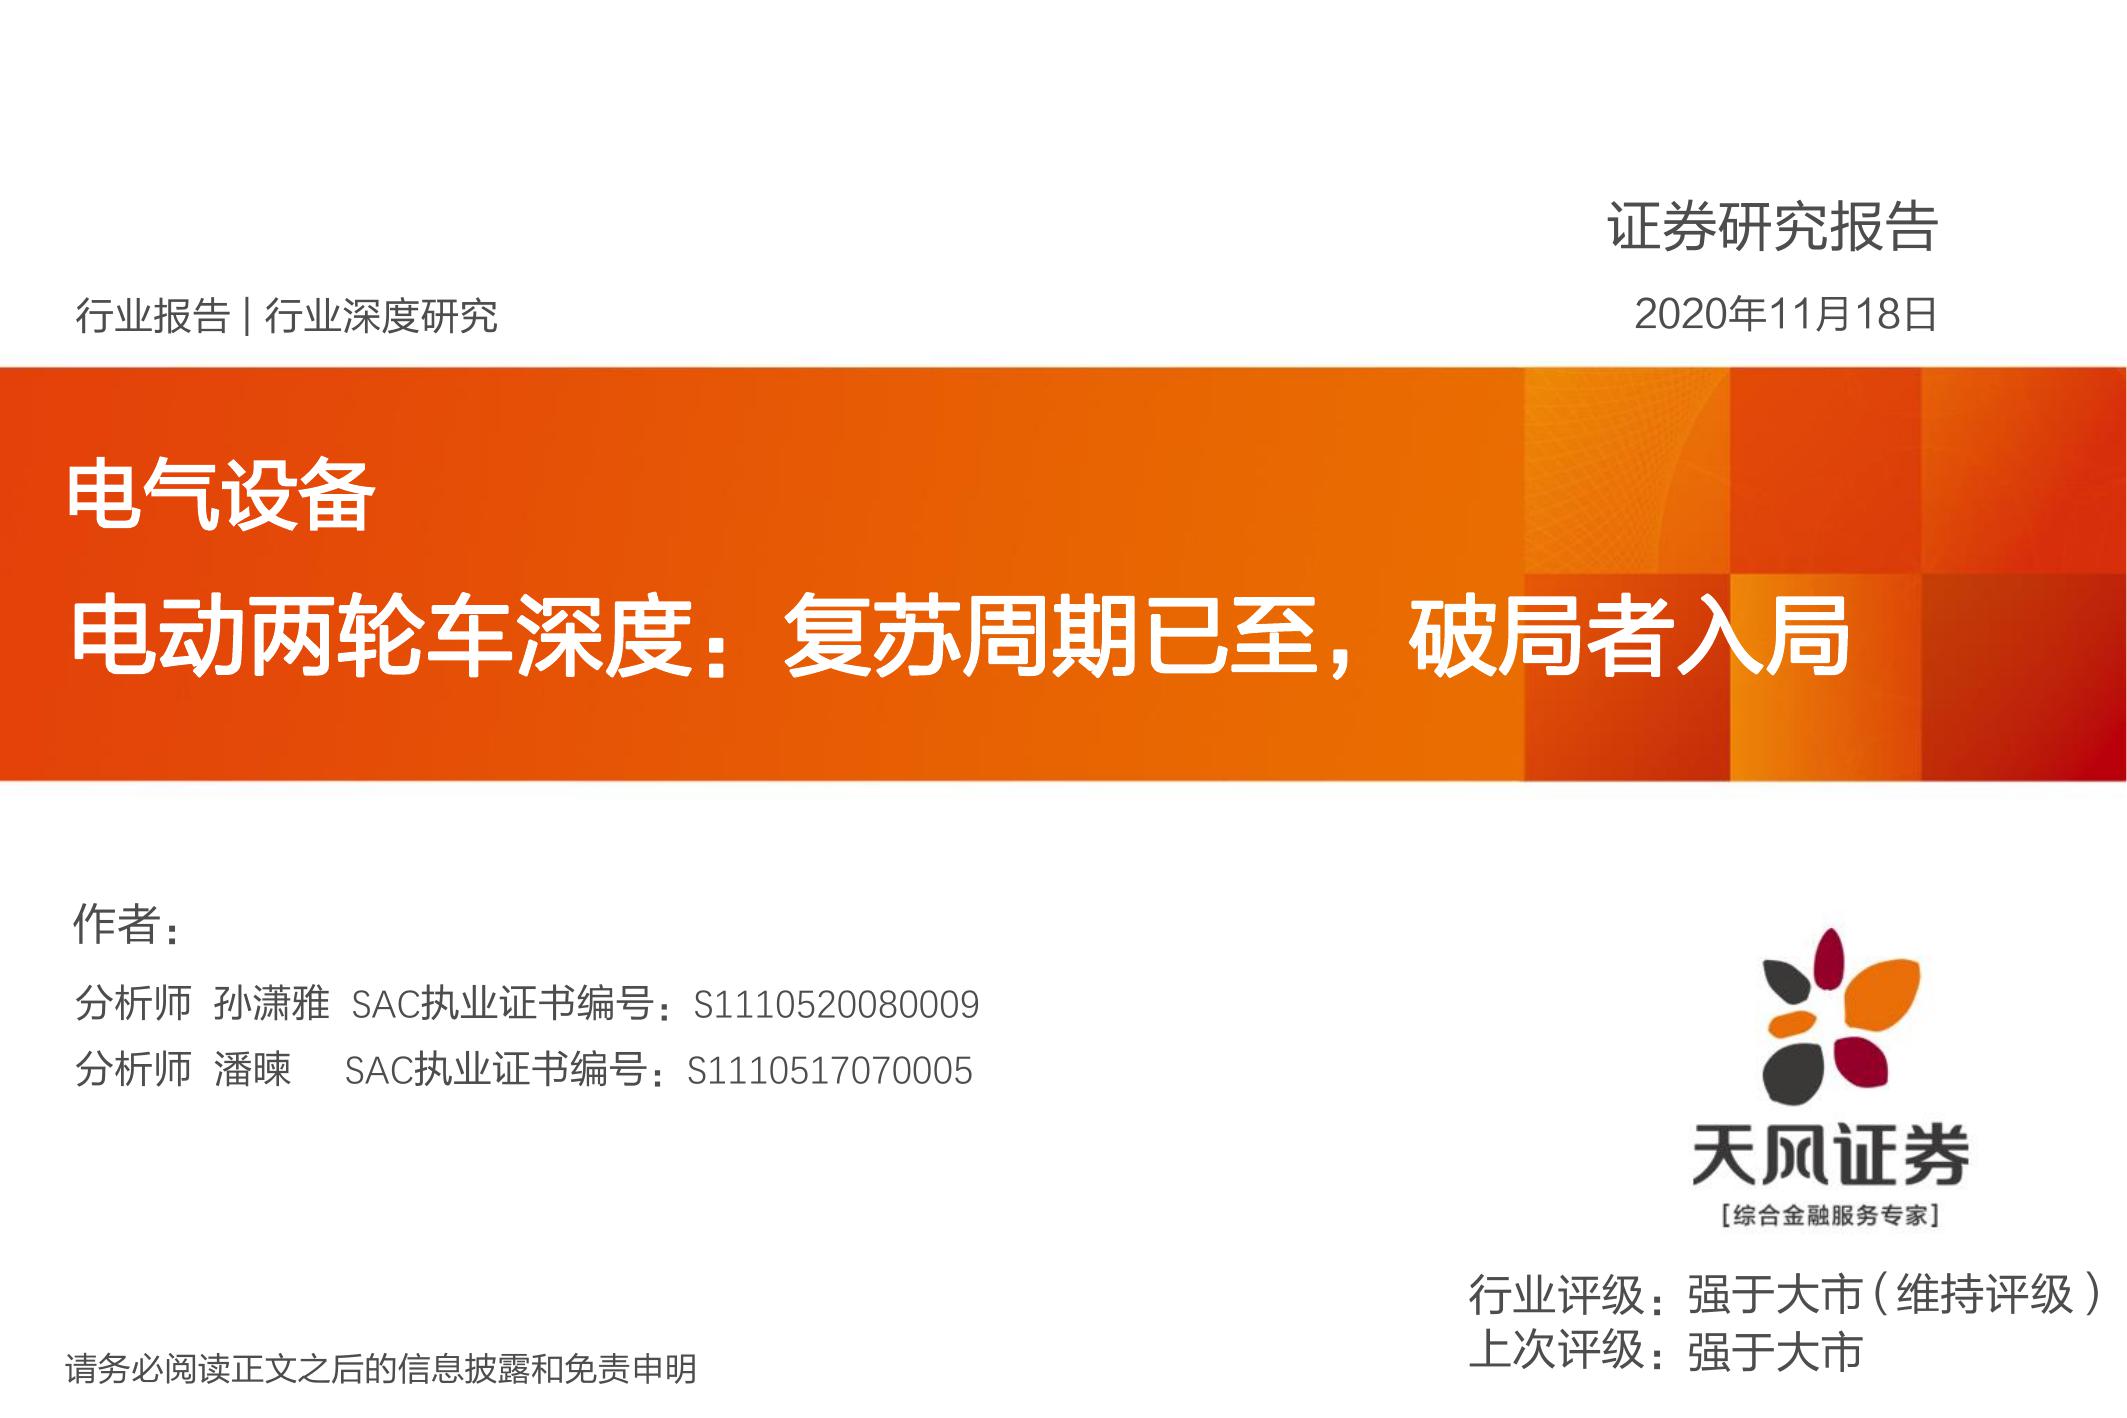 证券研究报告
行业报告 | 行业深度研究
2020年11月18日
电气设备
电动两轮车深度：复苏周期已至，破局者入局
作者：
分析师 孙潇雅 SAC执业证书编号：S1110520080009
分析师 潘暕 SAC执业证书编号：S1110517070005
天风证券
[综合金融服务专家]
行业评级：强于大市（维持评级）
上次评级：强于大市
请务必阅读正文之后的信息披露和免责申明